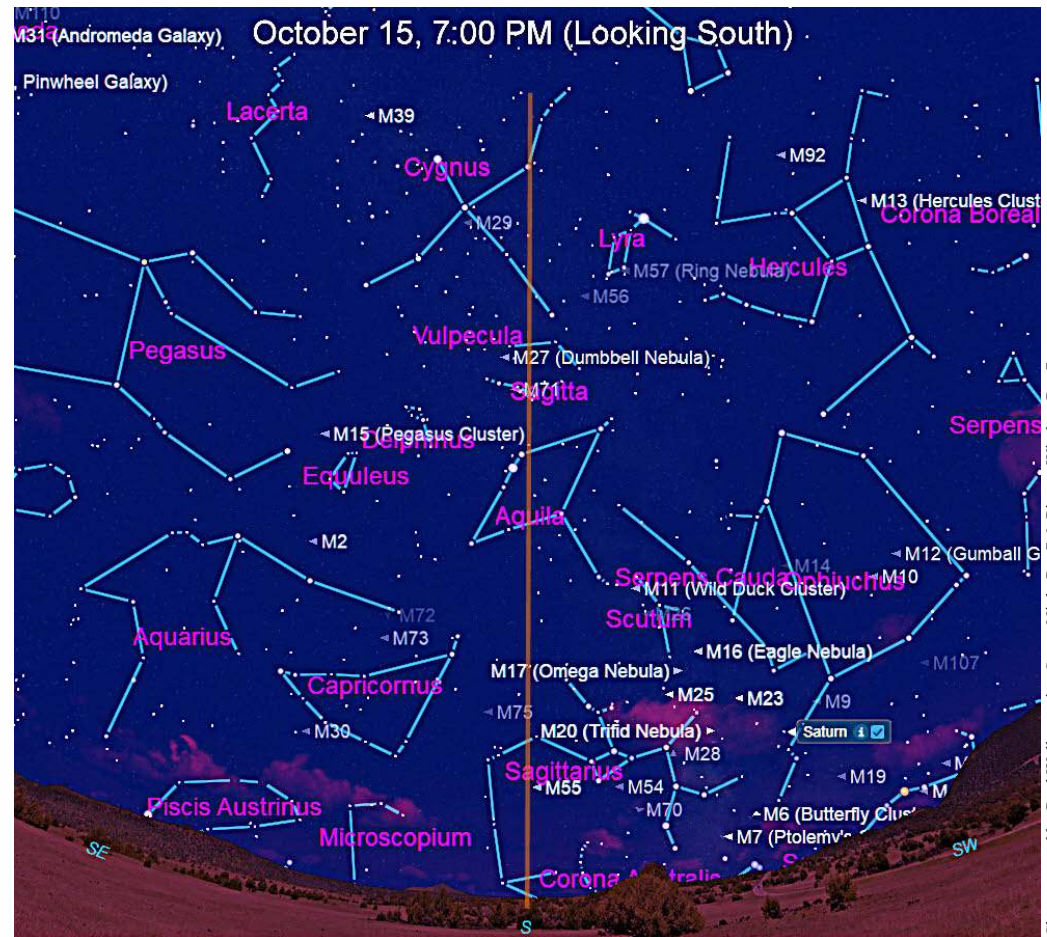 M110
October 15, 7:00 PM (Looking South)
M31 (Andromeda Galaxy)
Pinwheel Galaxy)
Lacerta
M39
Cygnus
M92
M13 (Hercules Clust
Corona Boreal
M29
Lyra
M57 (Ring Nebula)
Hercules
M56
Vulpecula
Pegasus
M27 (Dumbbell Nebula)
M71
Sagitta
Serpens
M15 (Pegasus Cluster)
Delphinus
Equuleus
Aquila
M2
M12 (Gumball G
M14
Serpens Cauda
Ophiuchus
M10
M11 (Wild Duck Cluster)
M72
M26
Scutum
Aquarius
M73
M16 (Eagle Nebula)
M107
M17 (Omega Nebula)
Capricornus
M25
M23
M9
M75
M30
M20 (Trifid Nebula)
Saturn
M28
Sagittarius
M19
M55
M54
Piscis Austrinus
M70
M6 (Butterfly Clus
Microscopium
M7 (Ptolemy's
SE
SW
Corona Australis
S